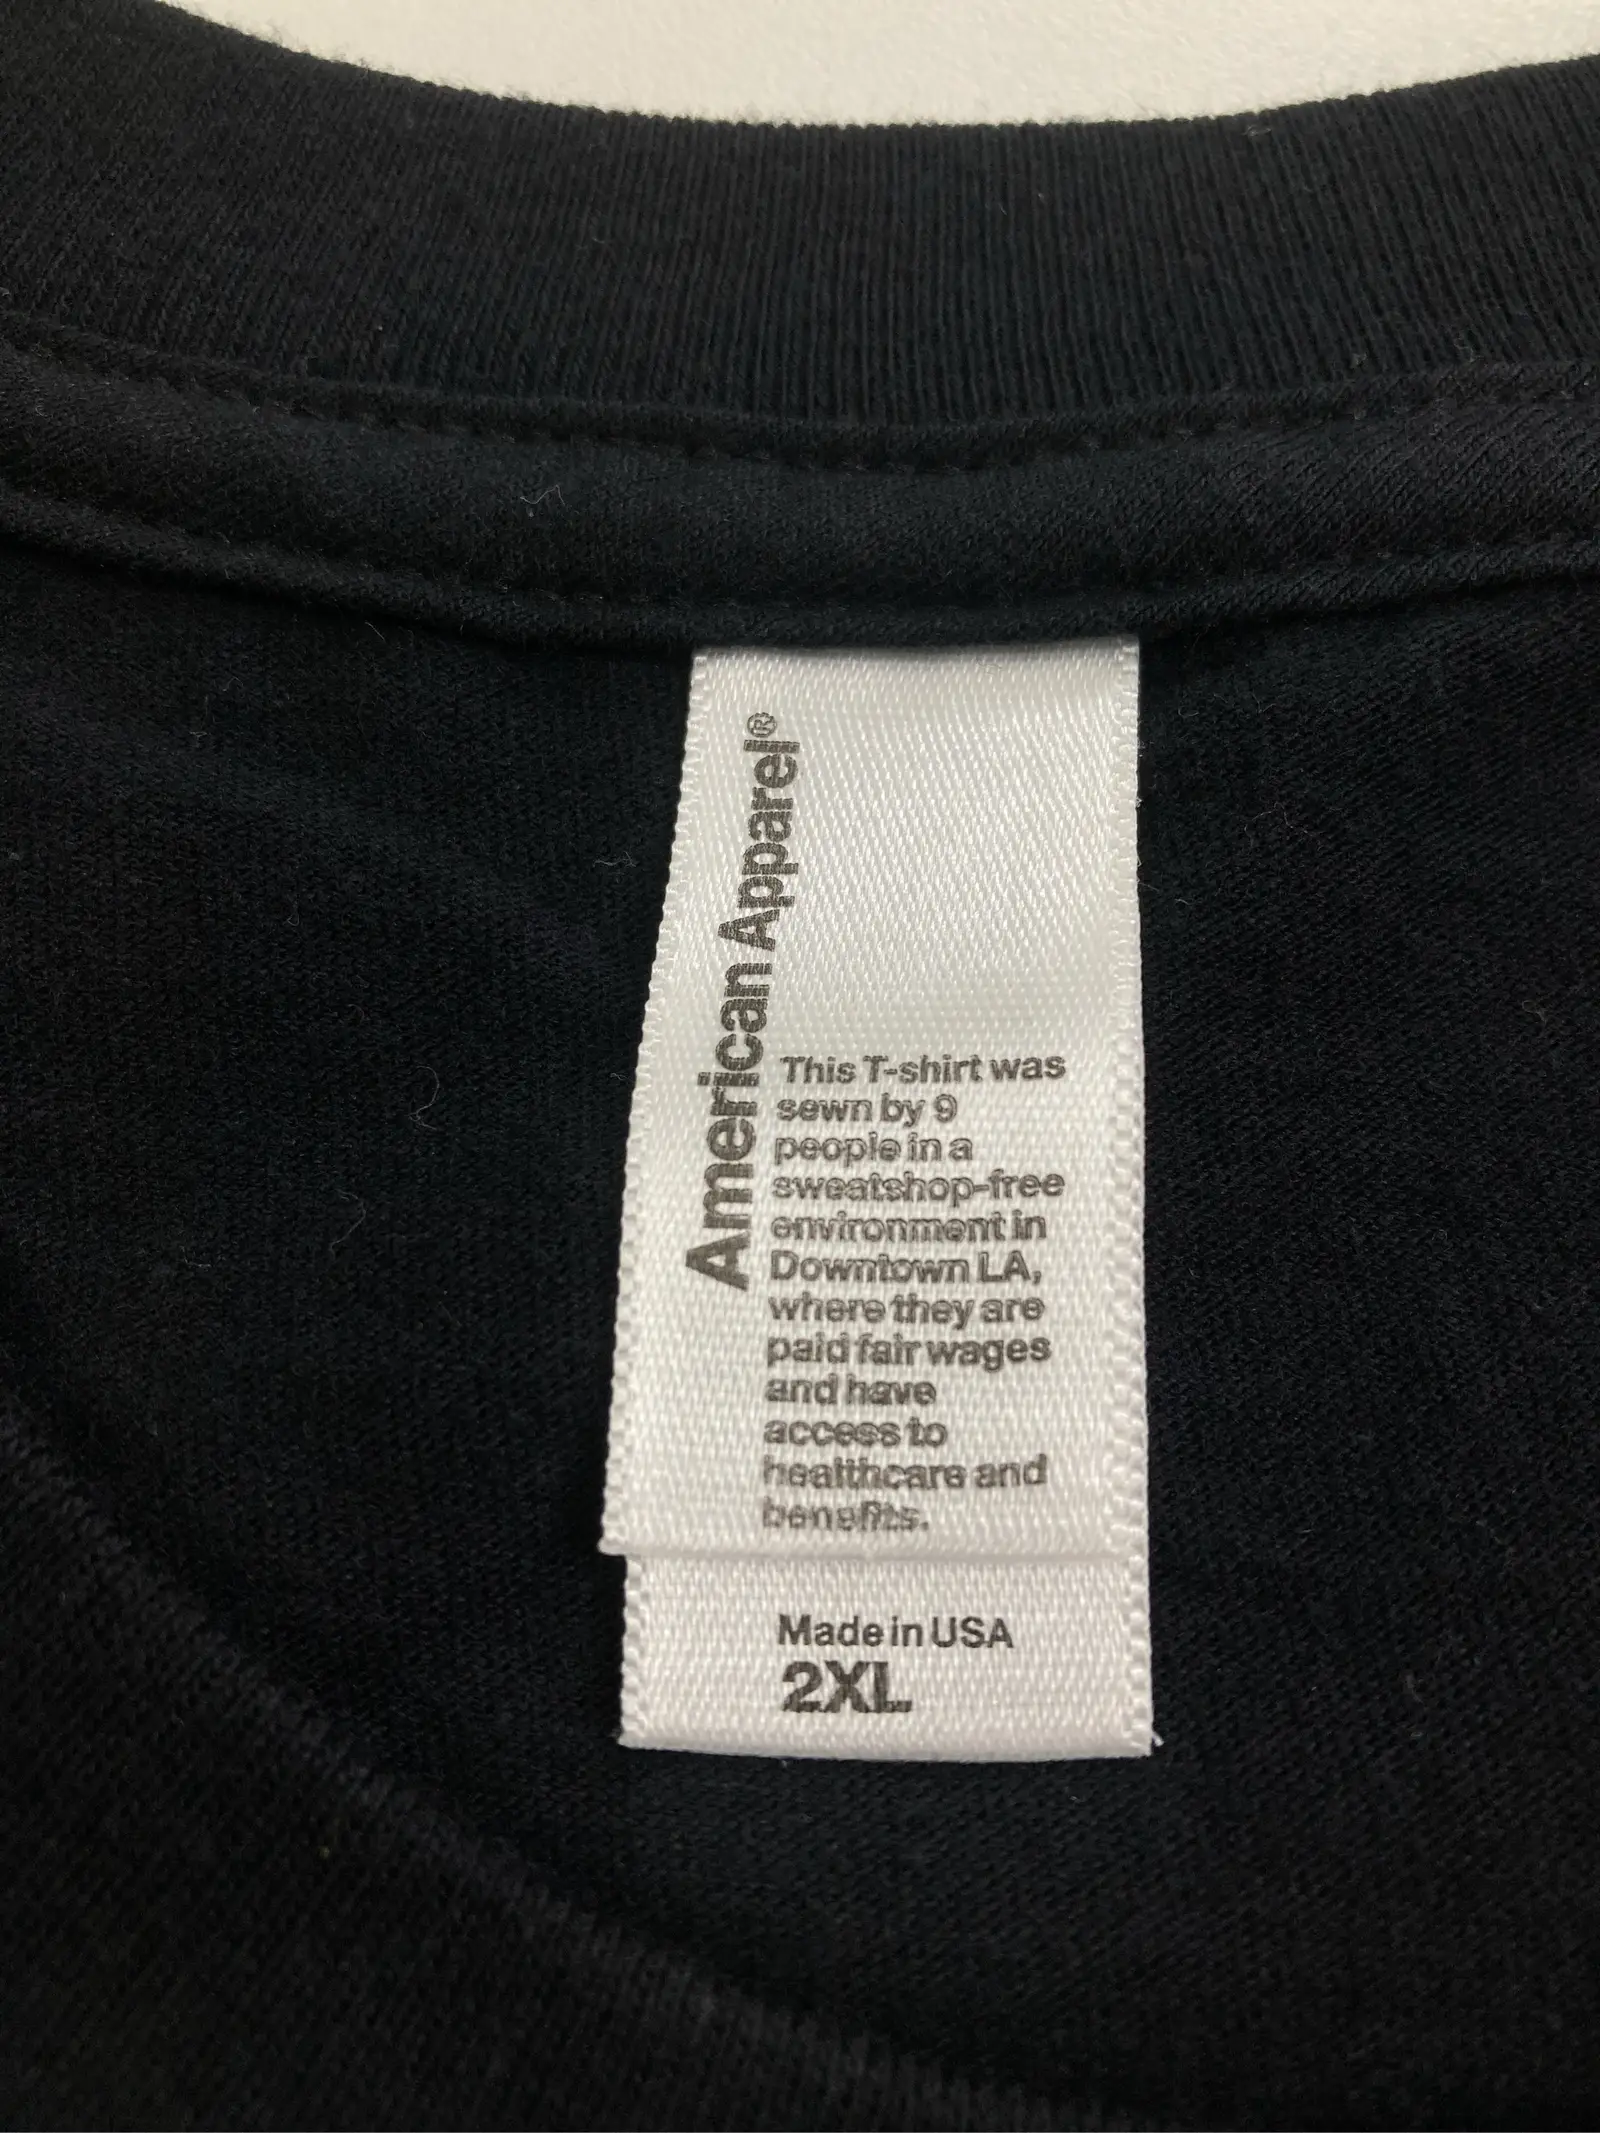 American Apparel®
This T-shirt was
sewn by 9
people in a
sweatshop-free
environment in
Downtown LA,
where they are
paid fair wages
and have
access to
healthcare and
benefits.
Made in USA
2XL